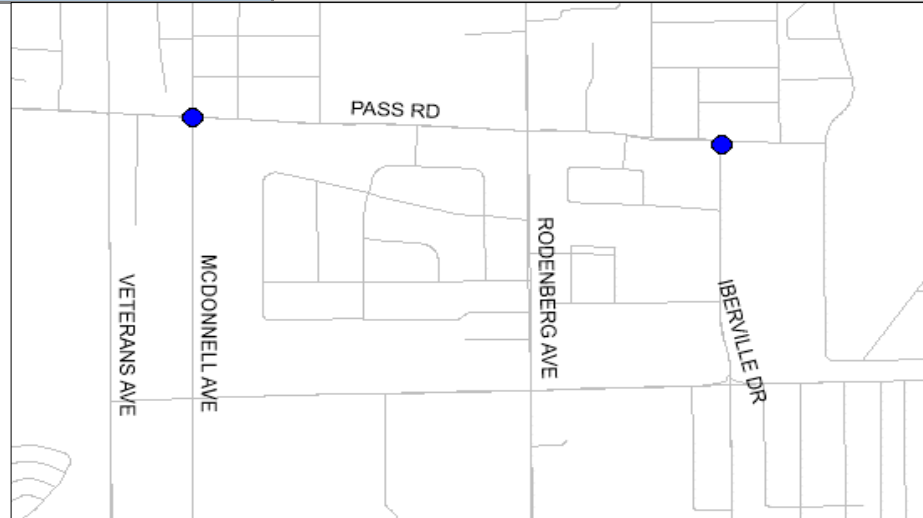 PASS RD
VETERANS AVE
MCDONNELL AVE
RODENBERG AVE
IBERVILLE DR